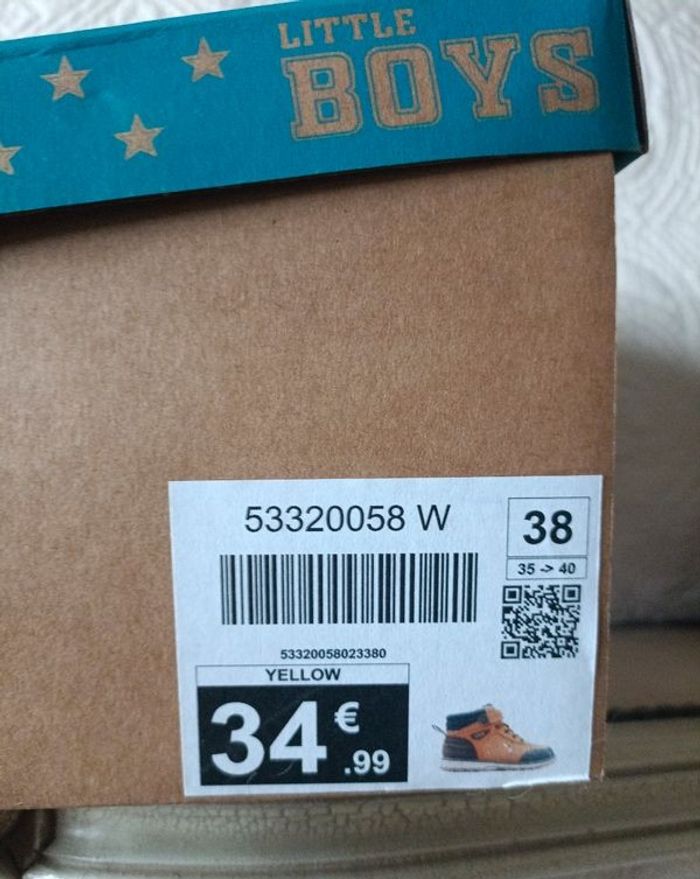 LITTLE
BOYS
53320058 W
38
35 -> 40
53320058023380
YELLOW
34 €
.99